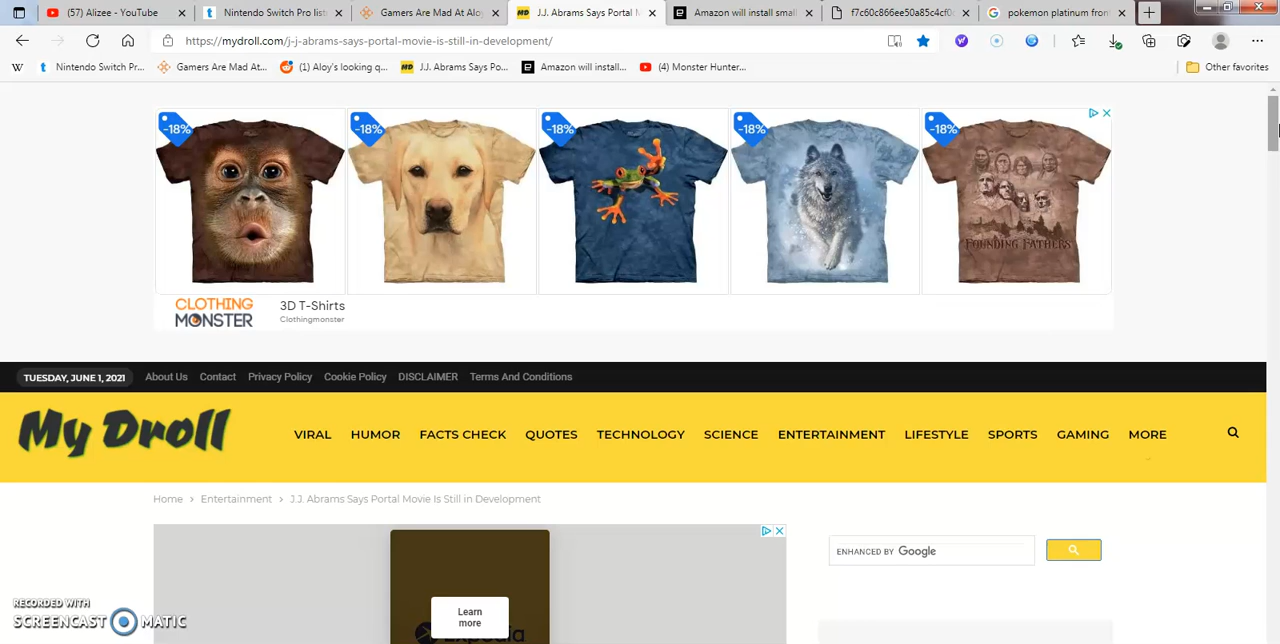 (57) Alizee - YouTube
Nintendo Switch Pro list
Gamers Are Mad At Aloy
J.J. Abrams Says Portal M
Amazon will install small
f7c60c866ee50a85c4cf0
pokemon platinum fron
https://mydroll.com/j-j-abrams-says-portal-movie-is-still-in-development/
W
Nintendo Switch Pr...
Gamers Are Mad At...
(1) Aloy's looking q...
J.J. Abrams Says Po...
Amazon will install...
(4) Monster Hunter...
Other favorites
-18% -18% -18% -18% -18%
FOUNDING FATHERS
CLOTHING
MONSTER
3D T-Shirts
Clothingmonster
TUESDAY, JUNE 1, 2021 About Us Contact Privacy Policy Cookie Policy DISCLAIMER Terms And Conditions
My Droll
VIRAL HUMOR FACTS CHECK QUOTES TECHNOLOGY SCIENCE ENTERTAINMENT LIFESTYLE SPORTS GAMING MORE
Home > Entertainment > J.J. Abrams Says Portal Movie Is Still in Development
ENHANCED BY Google
Learn
more
Expedia
RECORDED WITH
SCREENCAST MATIC